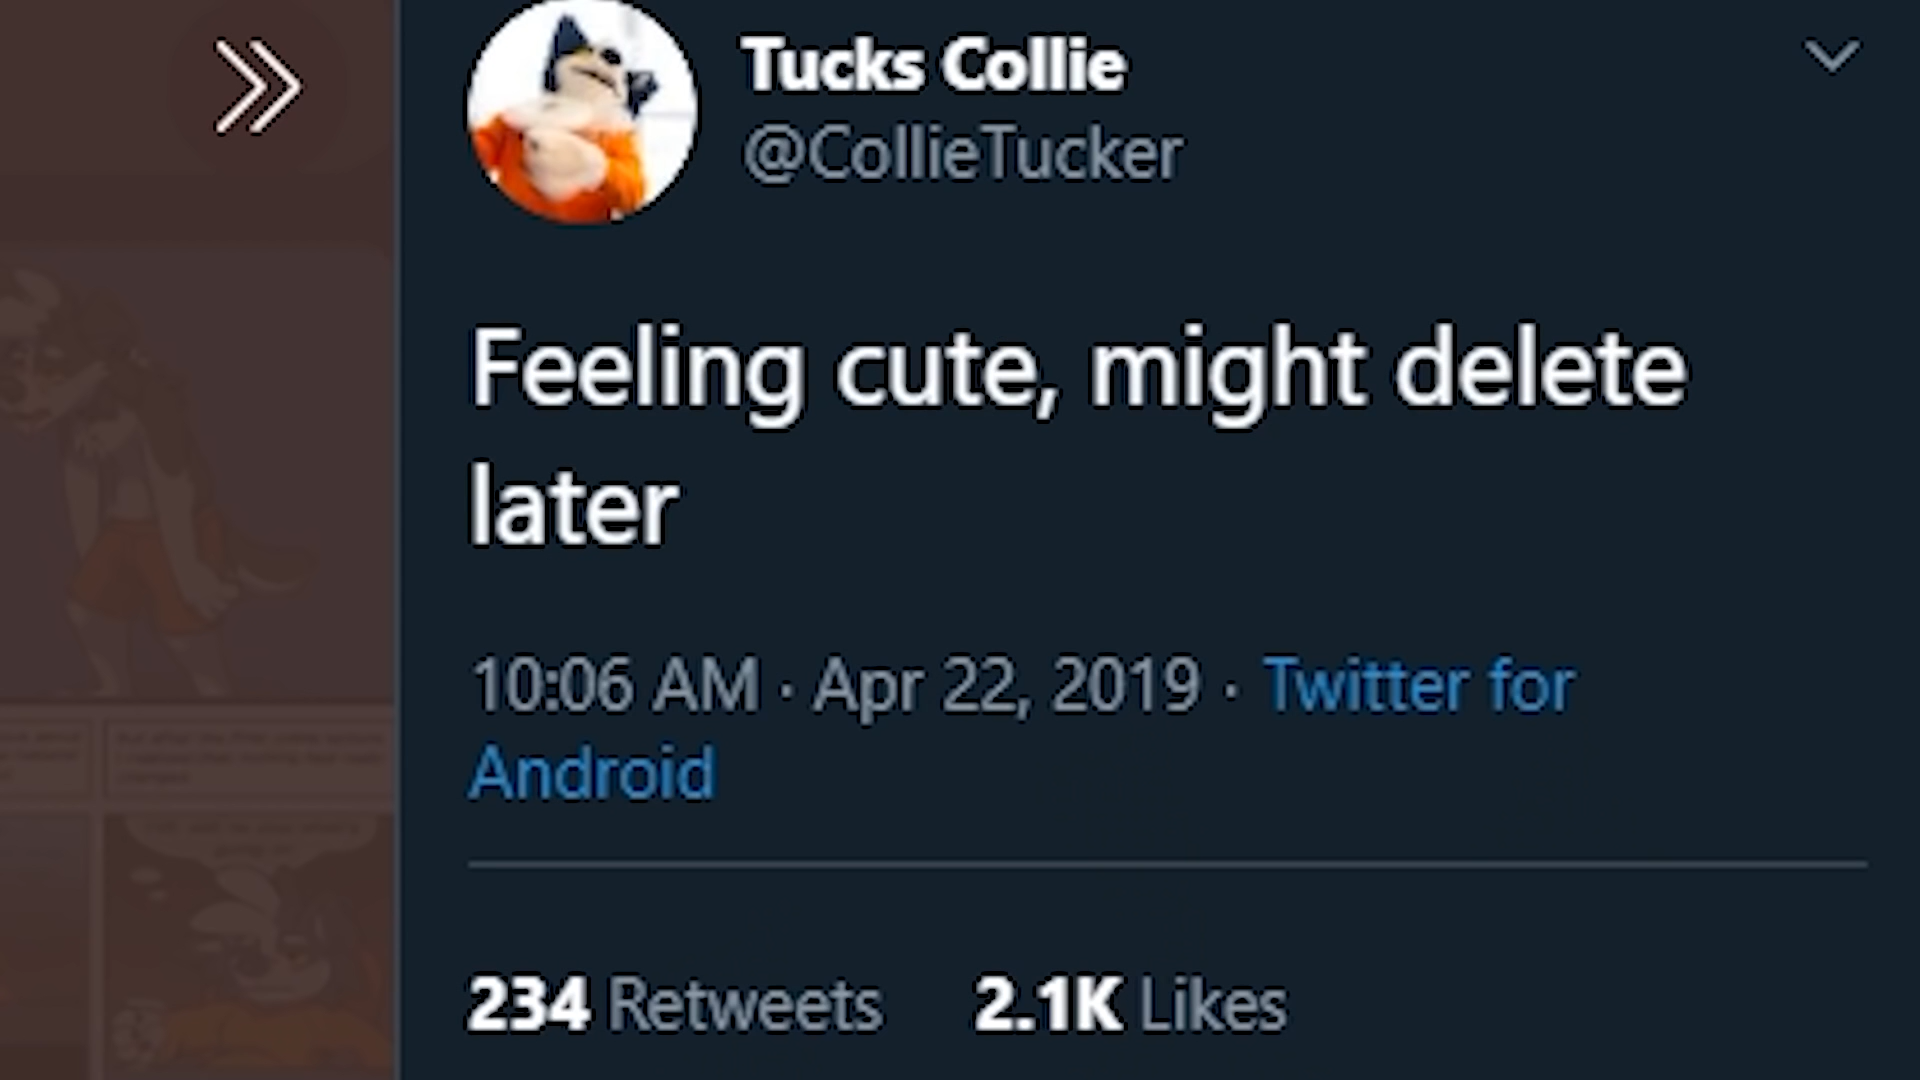 Tucks Collie
@CollieTucker
Feeling cute, might delete
later
10:06 AM · Apr 22, 2019 · Twitter for
Android
234 Retweets 2.1K Likes